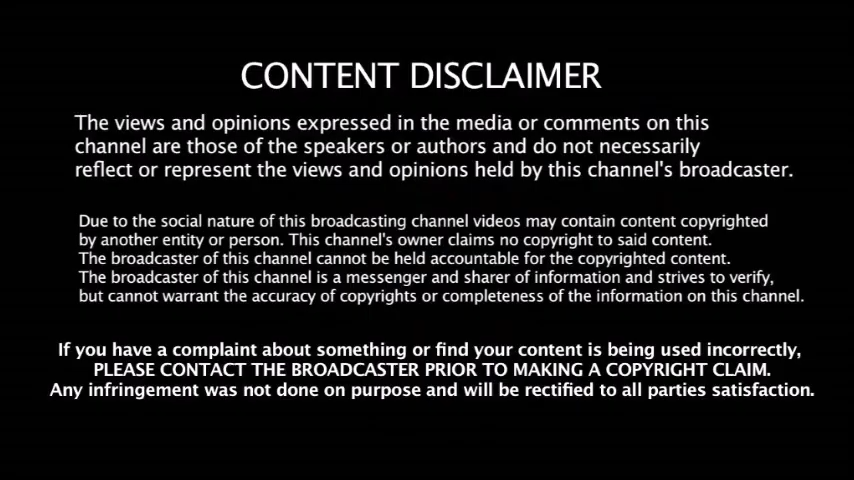 CONTENT DISCLAIMER
The views and opinions expressed in the media or comments on this
channel are those of the speakers or authors and do not necessarily
reflect or represent the views and opinions held by this channel's broadcaster.
Due to the social nature of this broadcasting channel videos may contain content copyrighted
by another entity or person. This channel's owner claims no copyright to said content.
The broadcaster of this channel cannot be held accountable for the copyrighted content.
The broadcaster of this channel is a messenger and sharer of information and strives to verify,
but cannot warrant the accuracy of copyrights or completeness of the information on this channel.
If you have a complaint about something or find your content is being used incorrectly,
PLEASE CONTACT THE BROADCASTER PRIOR TO MAKING A COPYRIGHT CLAIM.
Any infringement was not done on purpose and will be rectified to all parties satisfaction.